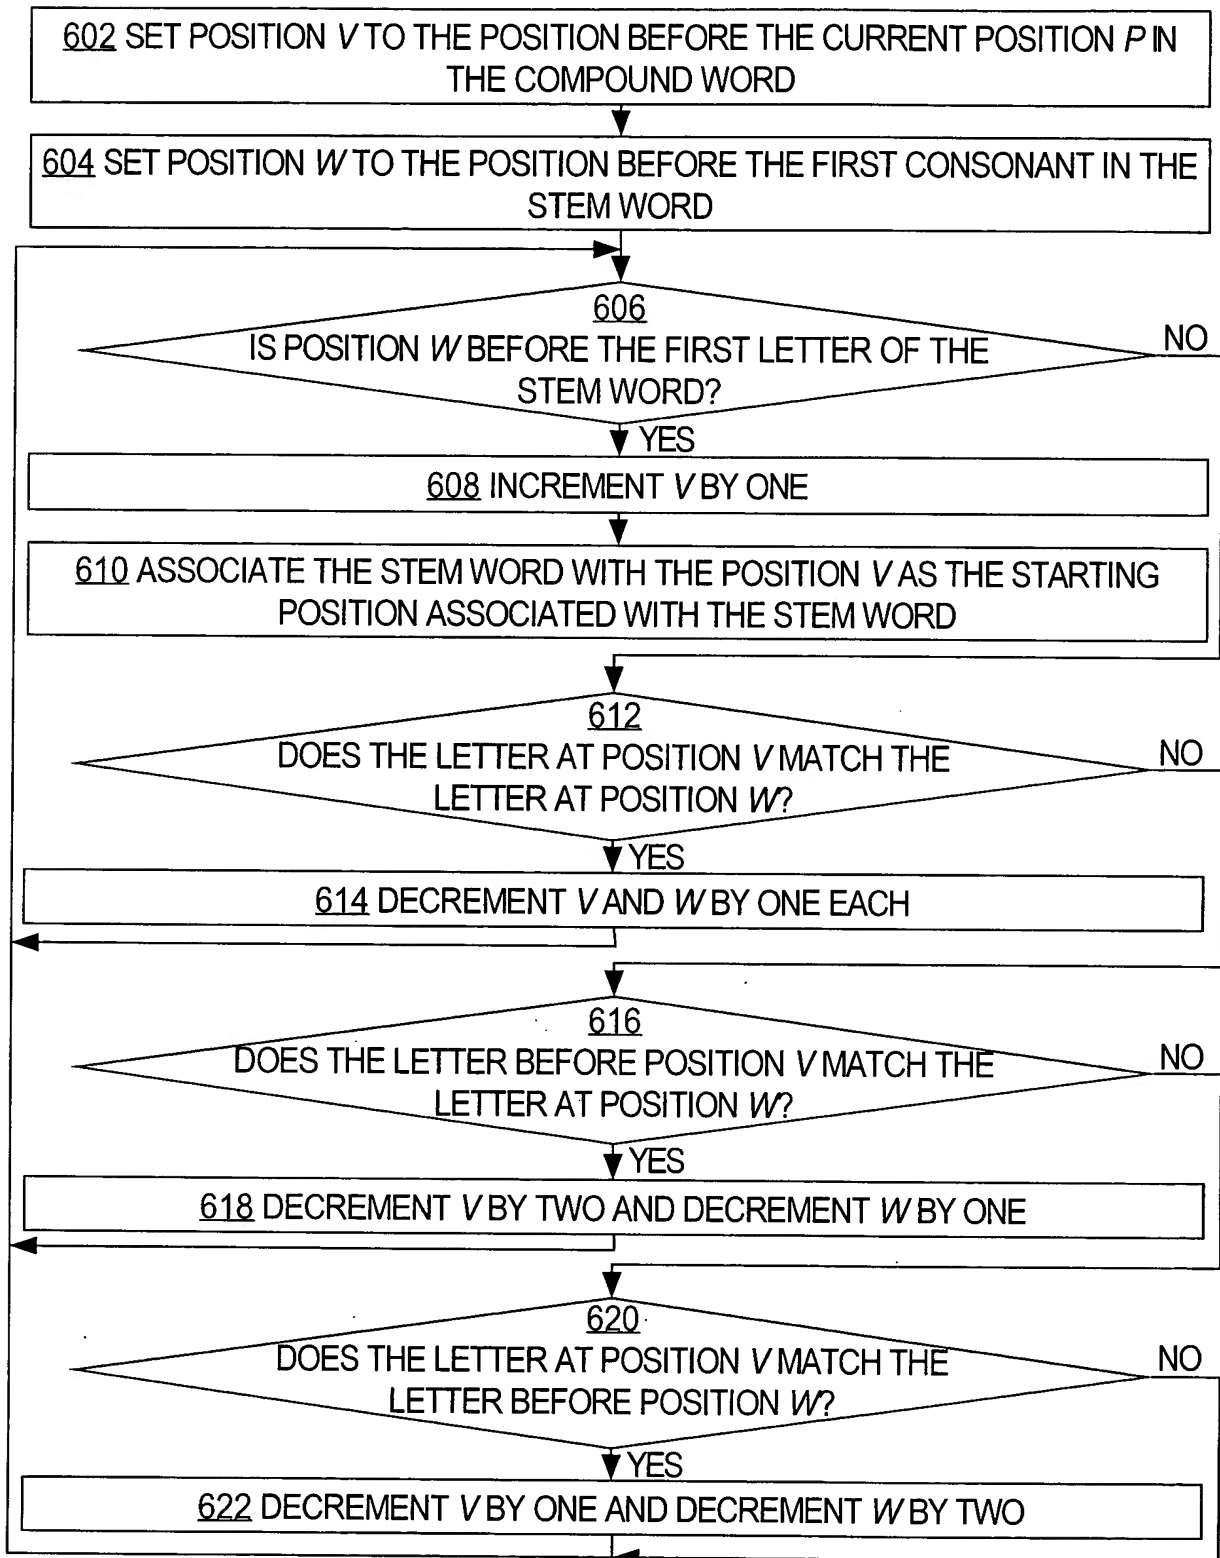 602 SET POSITION V TO THE POSITION BEFORE THE CURRENT POSITION P IN
THE COMPOUND WORD
604 SET POSITION W TO THE POSITION BEFORE THE FIRST CONSONANT IN THE
STEM WORD
606
IS POSITION W BEFORE THE FIRST LETTER OF THE
STEM WORD?
NO
YES
608 INCREMENT V BY ONE
610 ASSOCIATE THE STEM WORD WITH THE POSITION V AS THE STARTING
POSITION ASSOCIATED WITH THE STEM WORD
612
DOES THE LETTER AT POSITION V MATCH THE
LETTER AT POSITION W?
NO
YES
614 DECREMENT V AND W BY ONE EACH
616
DOES THE LETTER BEFORE POSITION V MATCH THE
LETTER AT POSITION W?
NO
YES
618 DECREMENT V BY TWO AND DECREMENT W BY ONE
620
DOES THE LETTER AT POSITION V MATCH THE
LETTER BEFORE POSITION W?
NO
YES
622 DECREMENT V BY ONE AND DECREMENT W BY TWO